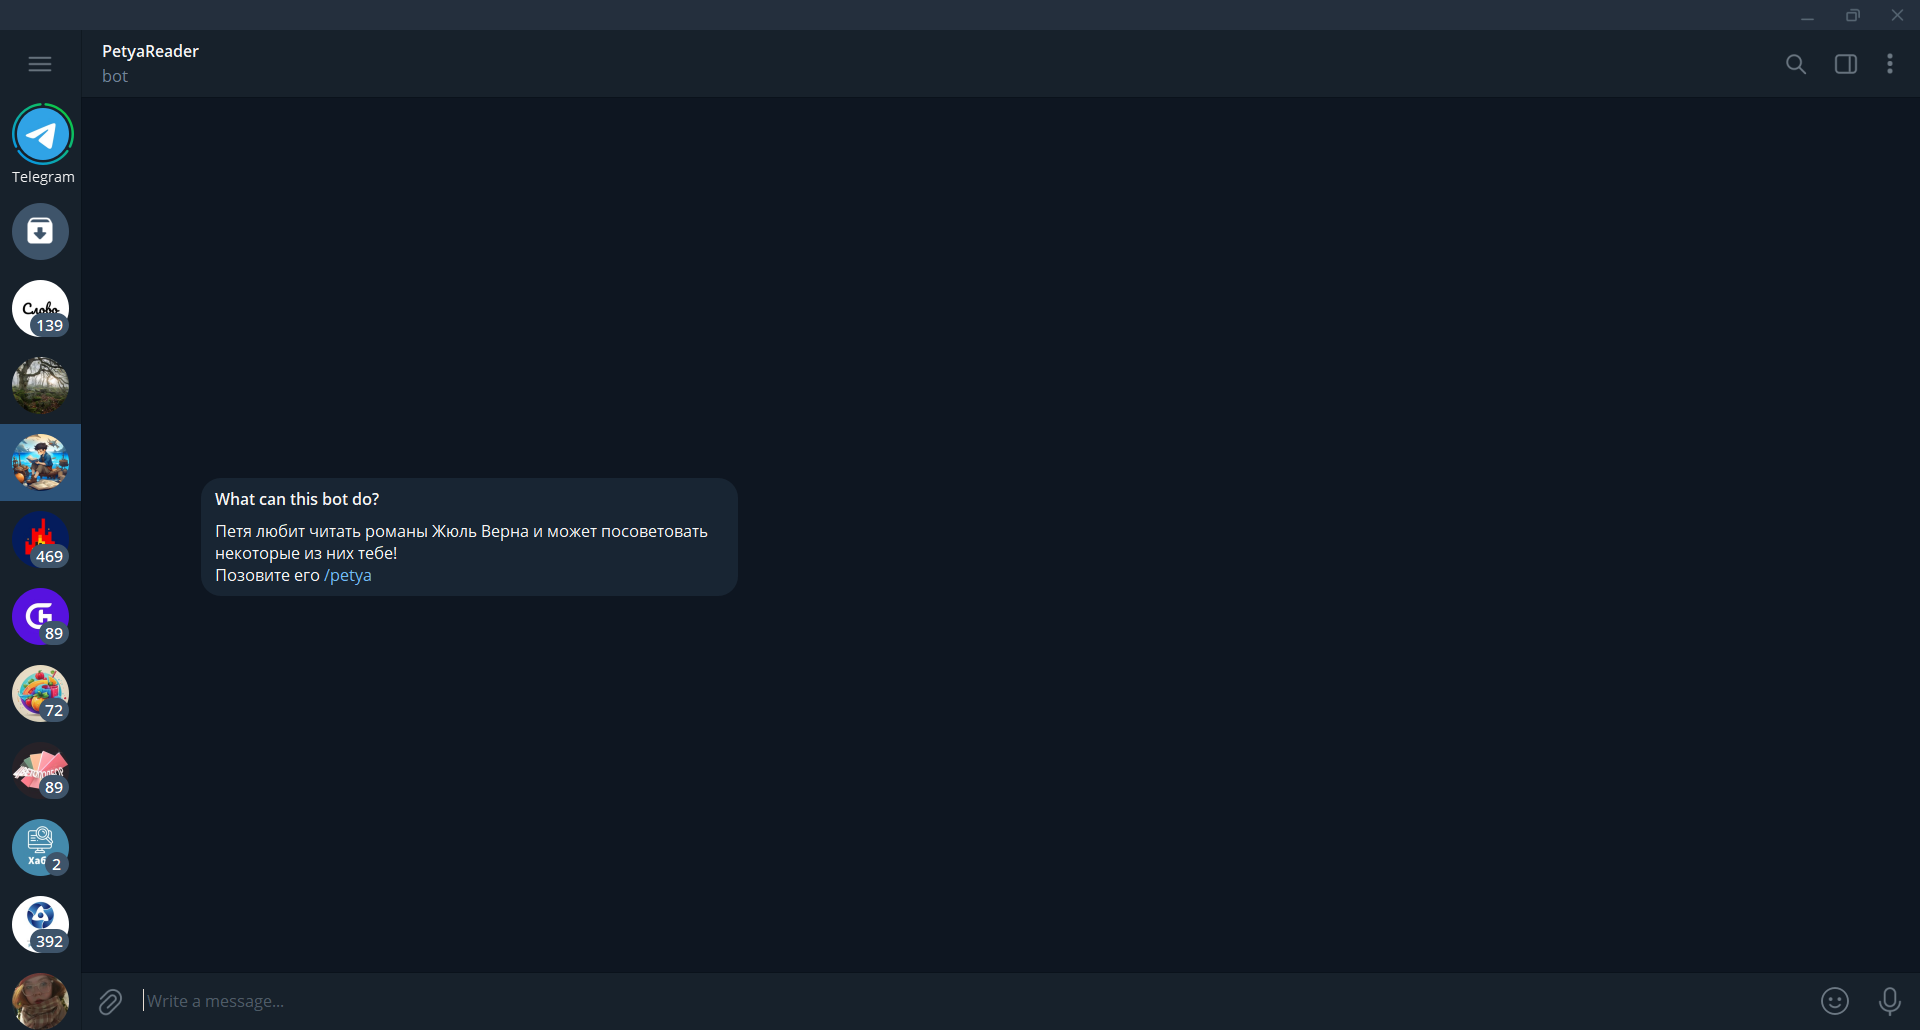 PetyaReader
bot
Telegram
Слово
139
What can this bot do?
Петя любит читать романы Жюль Верна и может посоветовать
некоторые из них тебе!
Позовите его /petya
469
89
72
89
2
392
Write a message...